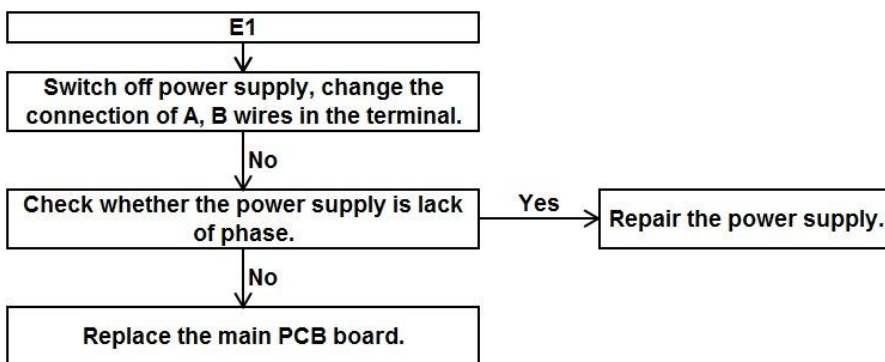 E1
Switch off power supply, change the
connection of A, B wires in the terminal.
No
Check whether the power supply is lack
of phase.
Yes
Repair the power supply.
No
Replace the main PCB board.